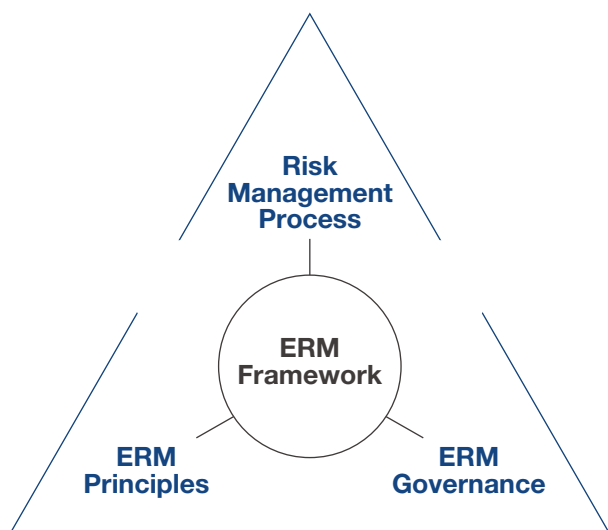 Risk
Management
Process
ERM
Framework
ERM
Principles
ERM
Governance